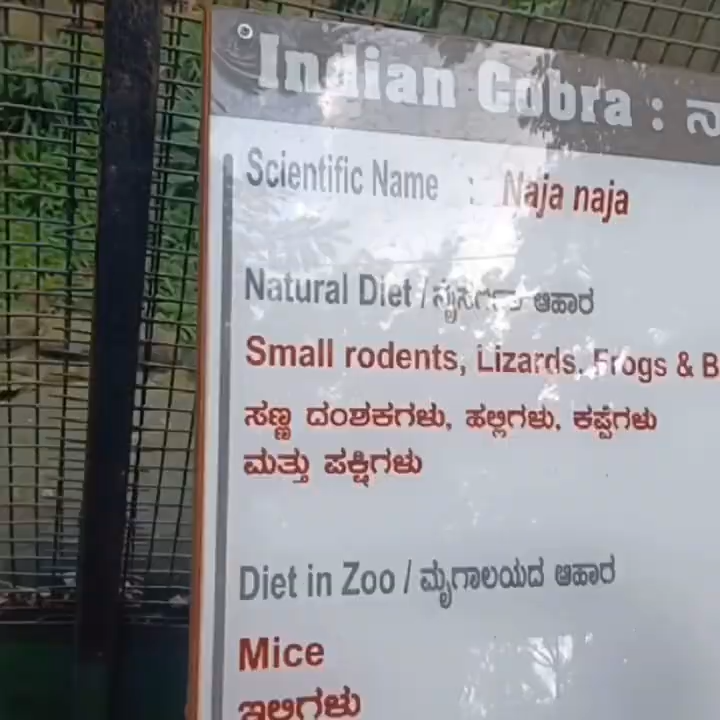 Indian Cobra : ನಾ
Scientific Name : Naja naja
Natural Diet / ನೈಸರ್ಗಿಕ ಆಹಾರ
Small rodents, Lizards, Frogs & B
ಸಣ್ಣ ದಂಶಕಗಳು, ಹಲ್ಲಿಗಳು, ಕಪ್ಪೆಗಳು
ಮತ್ತು ಪಕ್ಷಿಗಳು
Diet in Zoo / ಮೃಗಾಲಯದ ಆಹಾರ
Mice
ಇಲಿಗಳು